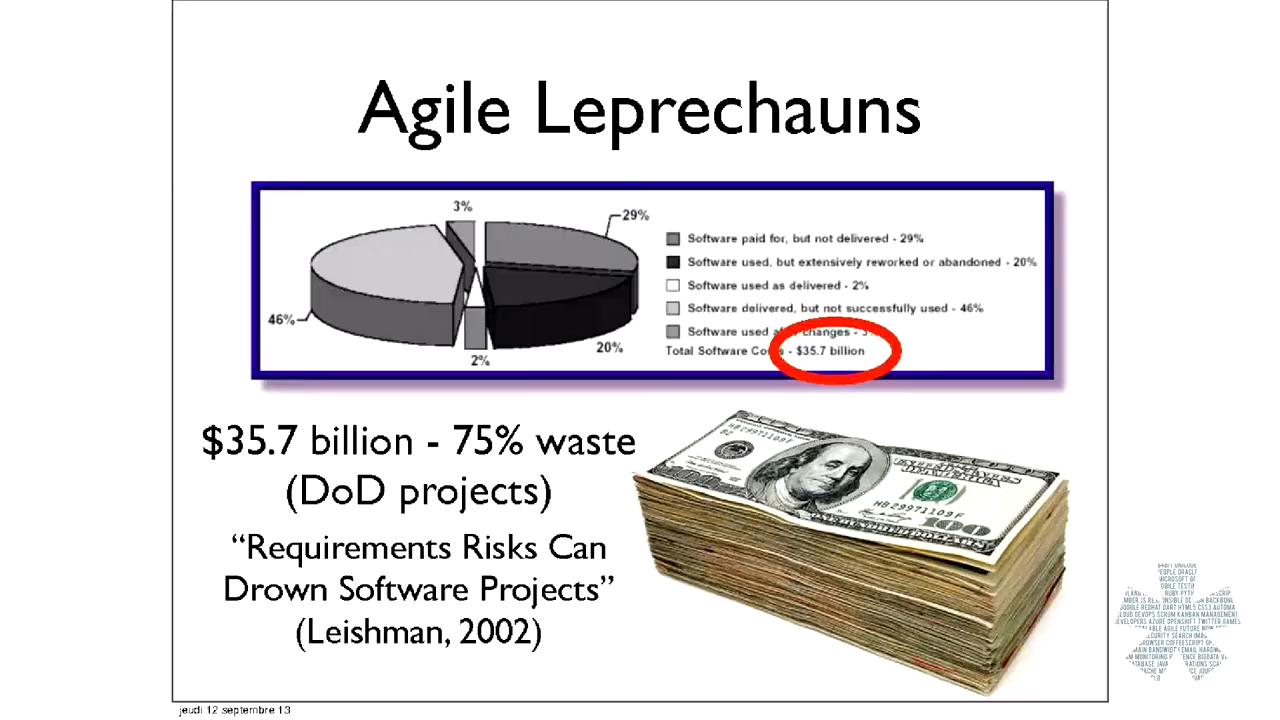 Agile Leprechauns
3%
29%
46%
20%
2%
Software paid for, but not delivered - 29%
Software used, but extensively reworked or abandoned - 20%
Software used as delivered - 2%
Software delivered, but not successfully used - 46%
Software used changes -
Total Software - $35.7 billion
$35.7 billion - 75% waste
(DoD projects)
“Requirements Risks Can
Drown Software Projects”
(Leishman, 2002)
HB 29971109 F
100
jeudi 12 septembre 13